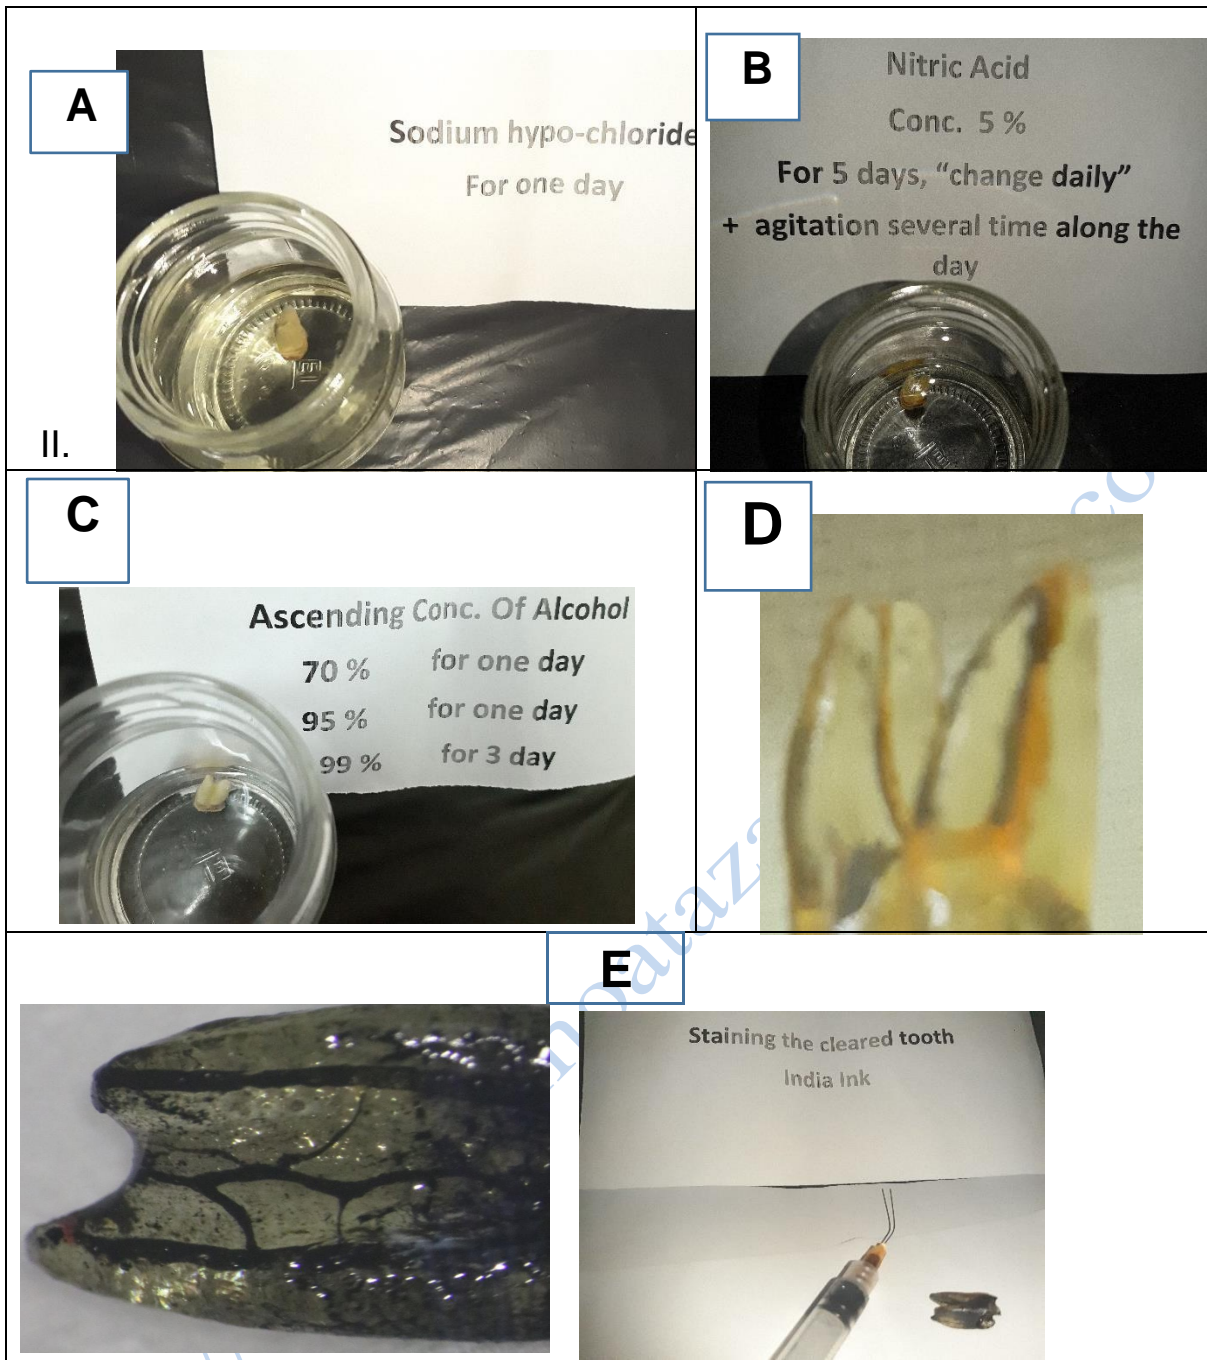 A
Sodium hypo-chloride
For one day
II.
B
Nitric Acid
Conc. 5 %
For 5 days, “change daily”
+ agitation several time along the
day
C
Ascending Conc. Of Alcohol
70 % for one day
95 % for one day
99 % for 3 day
D
E
Staining the cleared tooth
India Ink